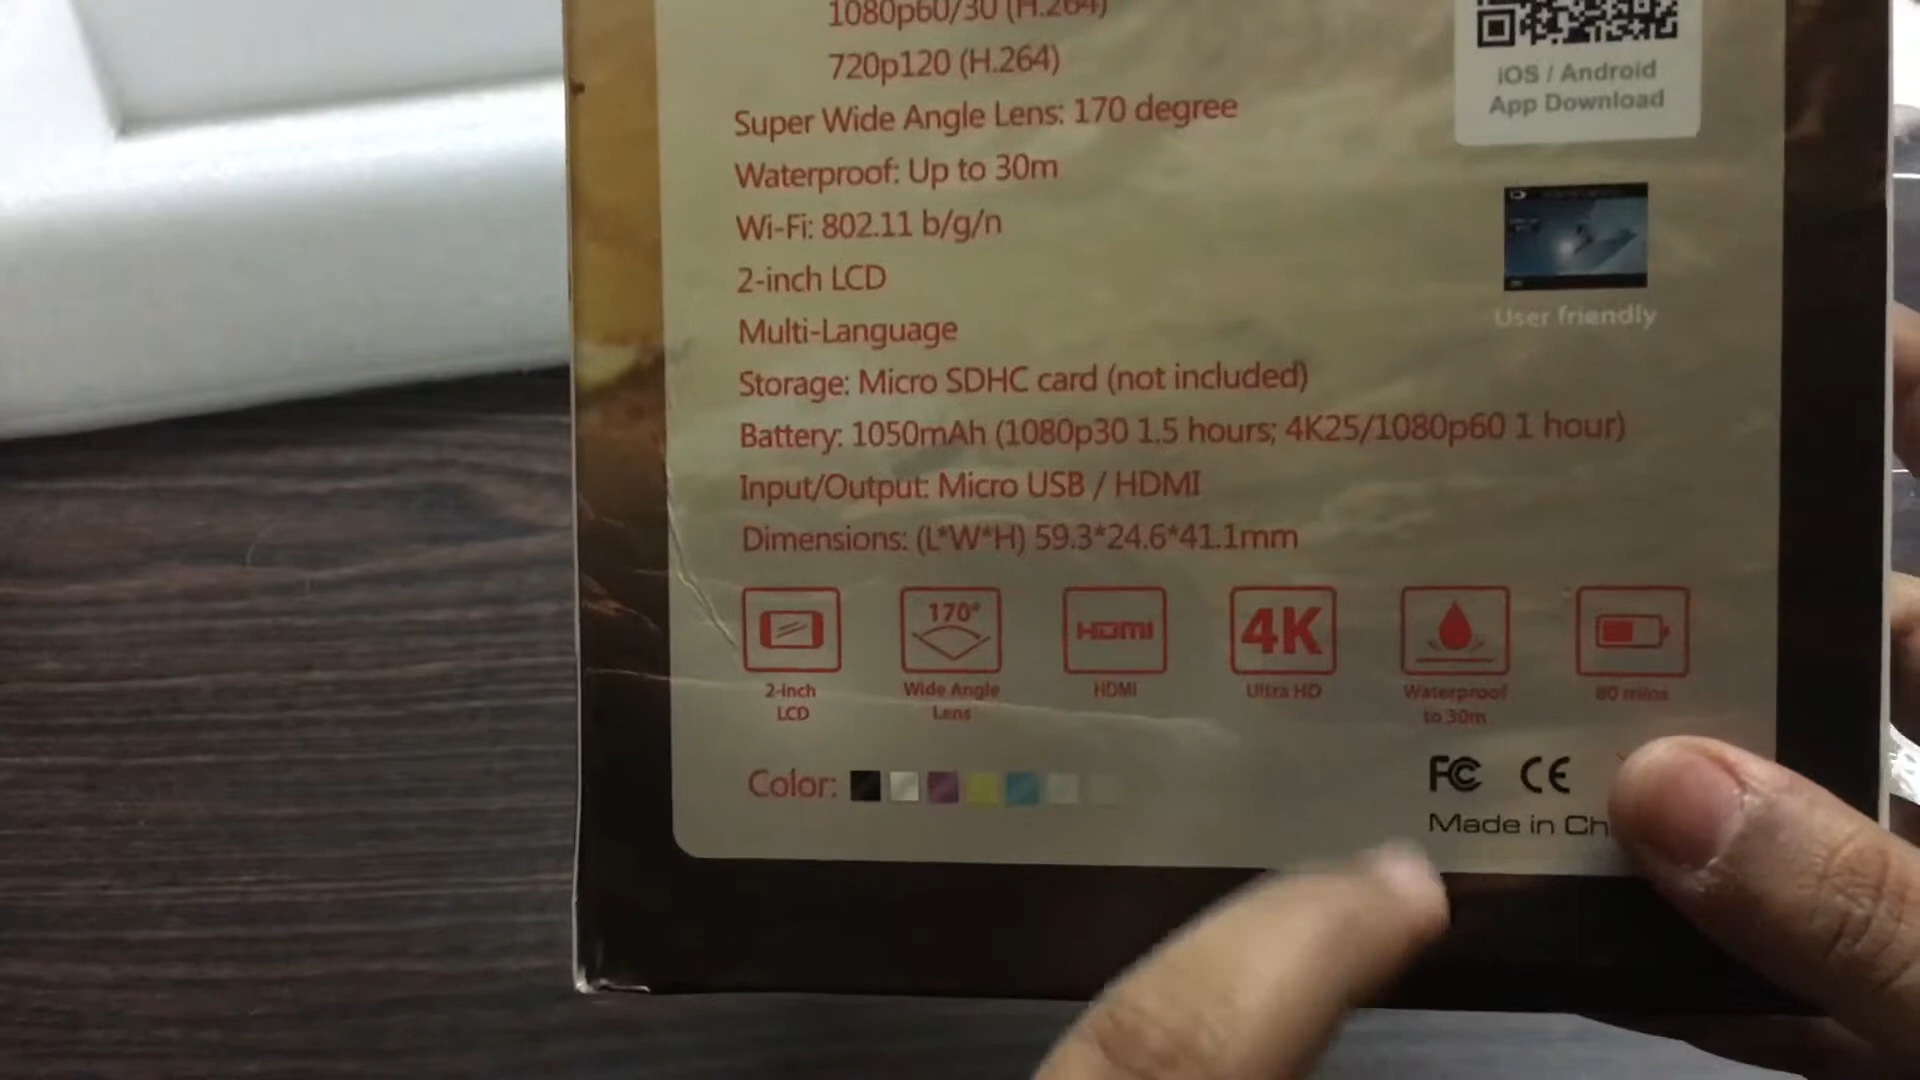 1080p60/30 (H.264)
720p120 (H.264)
Super Wide Angle Lens: 170 degree
Waterproof: Up to 30m
Wi-Fi: 802.11 b/g/n
2-inch LCD
Multi-Language
Storage: Micro SDHC card (not included)
Battery: 1050mAh (1080p30 1.5 hours; 4K25/1080p60 1 hour)
Input/Output: Micro USB / HDMI
Dimensions: (L*W*H) 59.3*24.6*41.1mm
iOS / Android
App Download
User friendly
170°
HDMI
4K
2-inch
LCD
Wide Angle
Lens
HDMI
Ultra HD
Waterproof
to 30m
80 mins
Color:
FC CE
Made in Ch